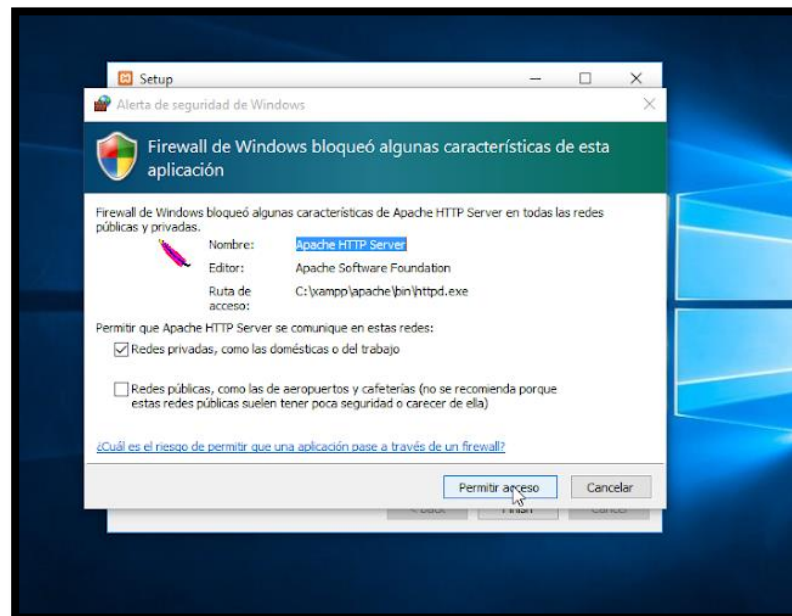 Setup
Alerta de seguridad de Windows
Firewall de Windows bloqueó algunas características de esta
aplicación
Firewall de Windows bloqueó algunas características de Apache HTTP Server en todas las redes
públicas y privadas.
Nombre: Apache HTTP Server
Editor: Apache Software Foundation
Ruta de C:\xampp\apache\bin\httpd.exe
acceso:
Permitir que Apache HTTP Server se comunique en estas redes:
Redes privadas, como las domésticas o del trabajo
Redes públicas, como las de aeropuertos y cafeterías (no se recomienda porque
estas redes públicas suelen tener poca seguridad o carecer de ella)
¿Cuál es el riesgo de permitir que una aplicación pase a través de un firewall?
Permitir acceso Cancelar
< Back Finish Cancel